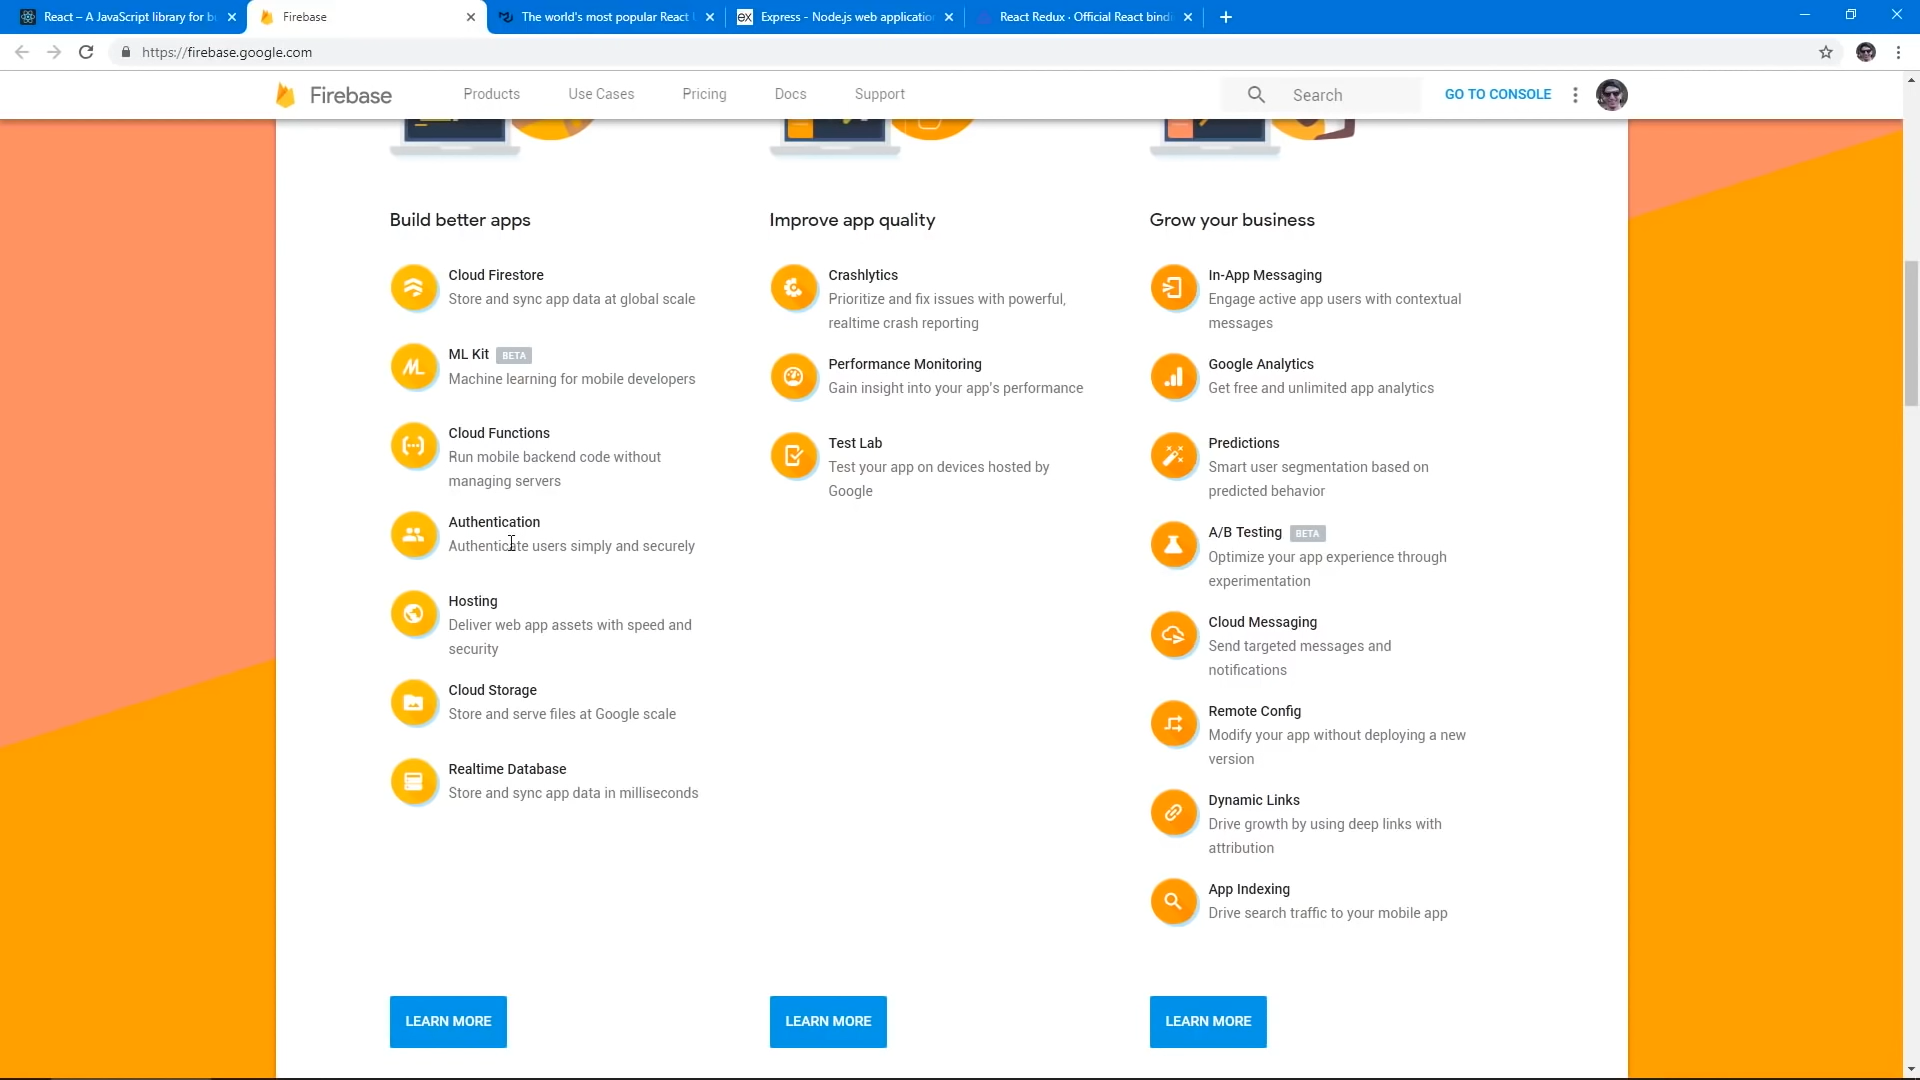 React – A JavaScript library for bu
Firebase
The world's most popular React U
Express - Node.js web application
React Redux · Official React bindi
https://firebase.google.com
Firebase
Products
Use Cases
Pricing
Docs
Support
Search
GO TO CONSOLE
Build better apps
Cloud Firestore
Store and sync app data at global scale
ML Kit BETA
Machine learning for mobile developers
Cloud Functions
Run mobile backend code without
managing servers
Authentication
Authenticate users simply and securely
Hosting
Deliver web app assets with speed and
security
Cloud Storage
Store and serve files at Google scale
Realtime Database
Store and sync app data in milliseconds
LEARN MORE
Improve app quality
Crashlytics
Prioritize and fix issues with powerful,
realtime crash reporting
Performance Monitoring
Gain insight into your app's performance
Test Lab
Test your app on devices hosted by
Google
LEARN MORE
Grow your business
In-App Messaging
Engage active app users with contextual
messages
Google Analytics
Get free and unlimited app analytics
Predictions
Smart user segmentation based on
predicted behavior
A/B Testing BETA
Optimize your app experience through
experimentation
Cloud Messaging
Send targeted messages and
notifications
Remote Config
Modify your app without deploying a new
version
Dynamic Links
Drive growth by using deep links with
attribution
App Indexing
Drive search traffic to your mobile app
LEARN MORE